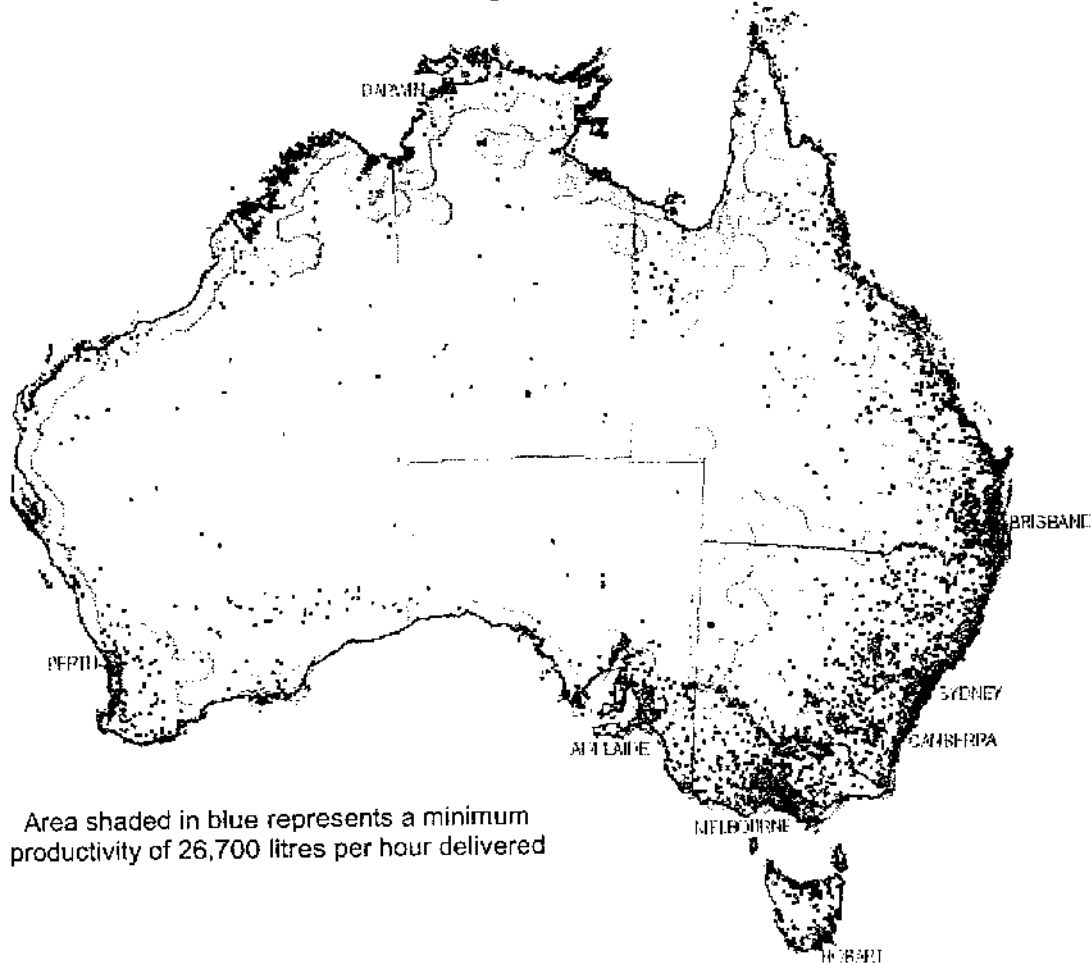 DARWIN
BRISBANE
PERTH
SYDNEY
CANBERRA
ADELAIDE
Area shaded in blue represents a minimum
productivity of 26,700 litres per hour delivered
MELBOURNE
HOBART